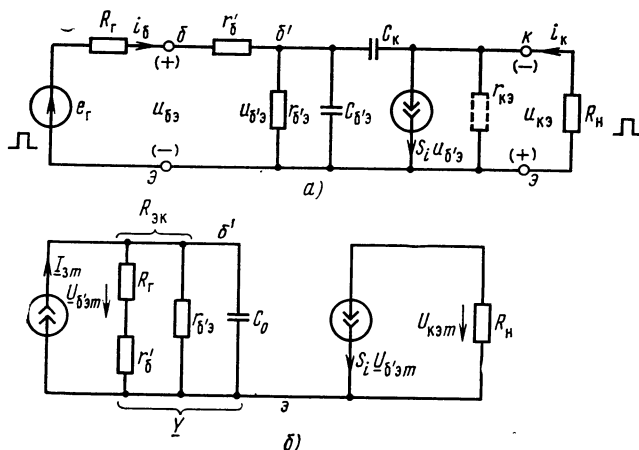 R_г i_б б r'_б б' C_к к i_к
(+) (−)
e_г u_бэ u_б'э r_б'э C_б'э r_кэ u_кэ R_н
S_i u_б'э
(−) (+)
э э
а)
R_эк б'
I_зm R_г
U_б'эm r_б'э C_0 U_кэm R_н
r'_б S_i U_б'эm
э
Y
б)